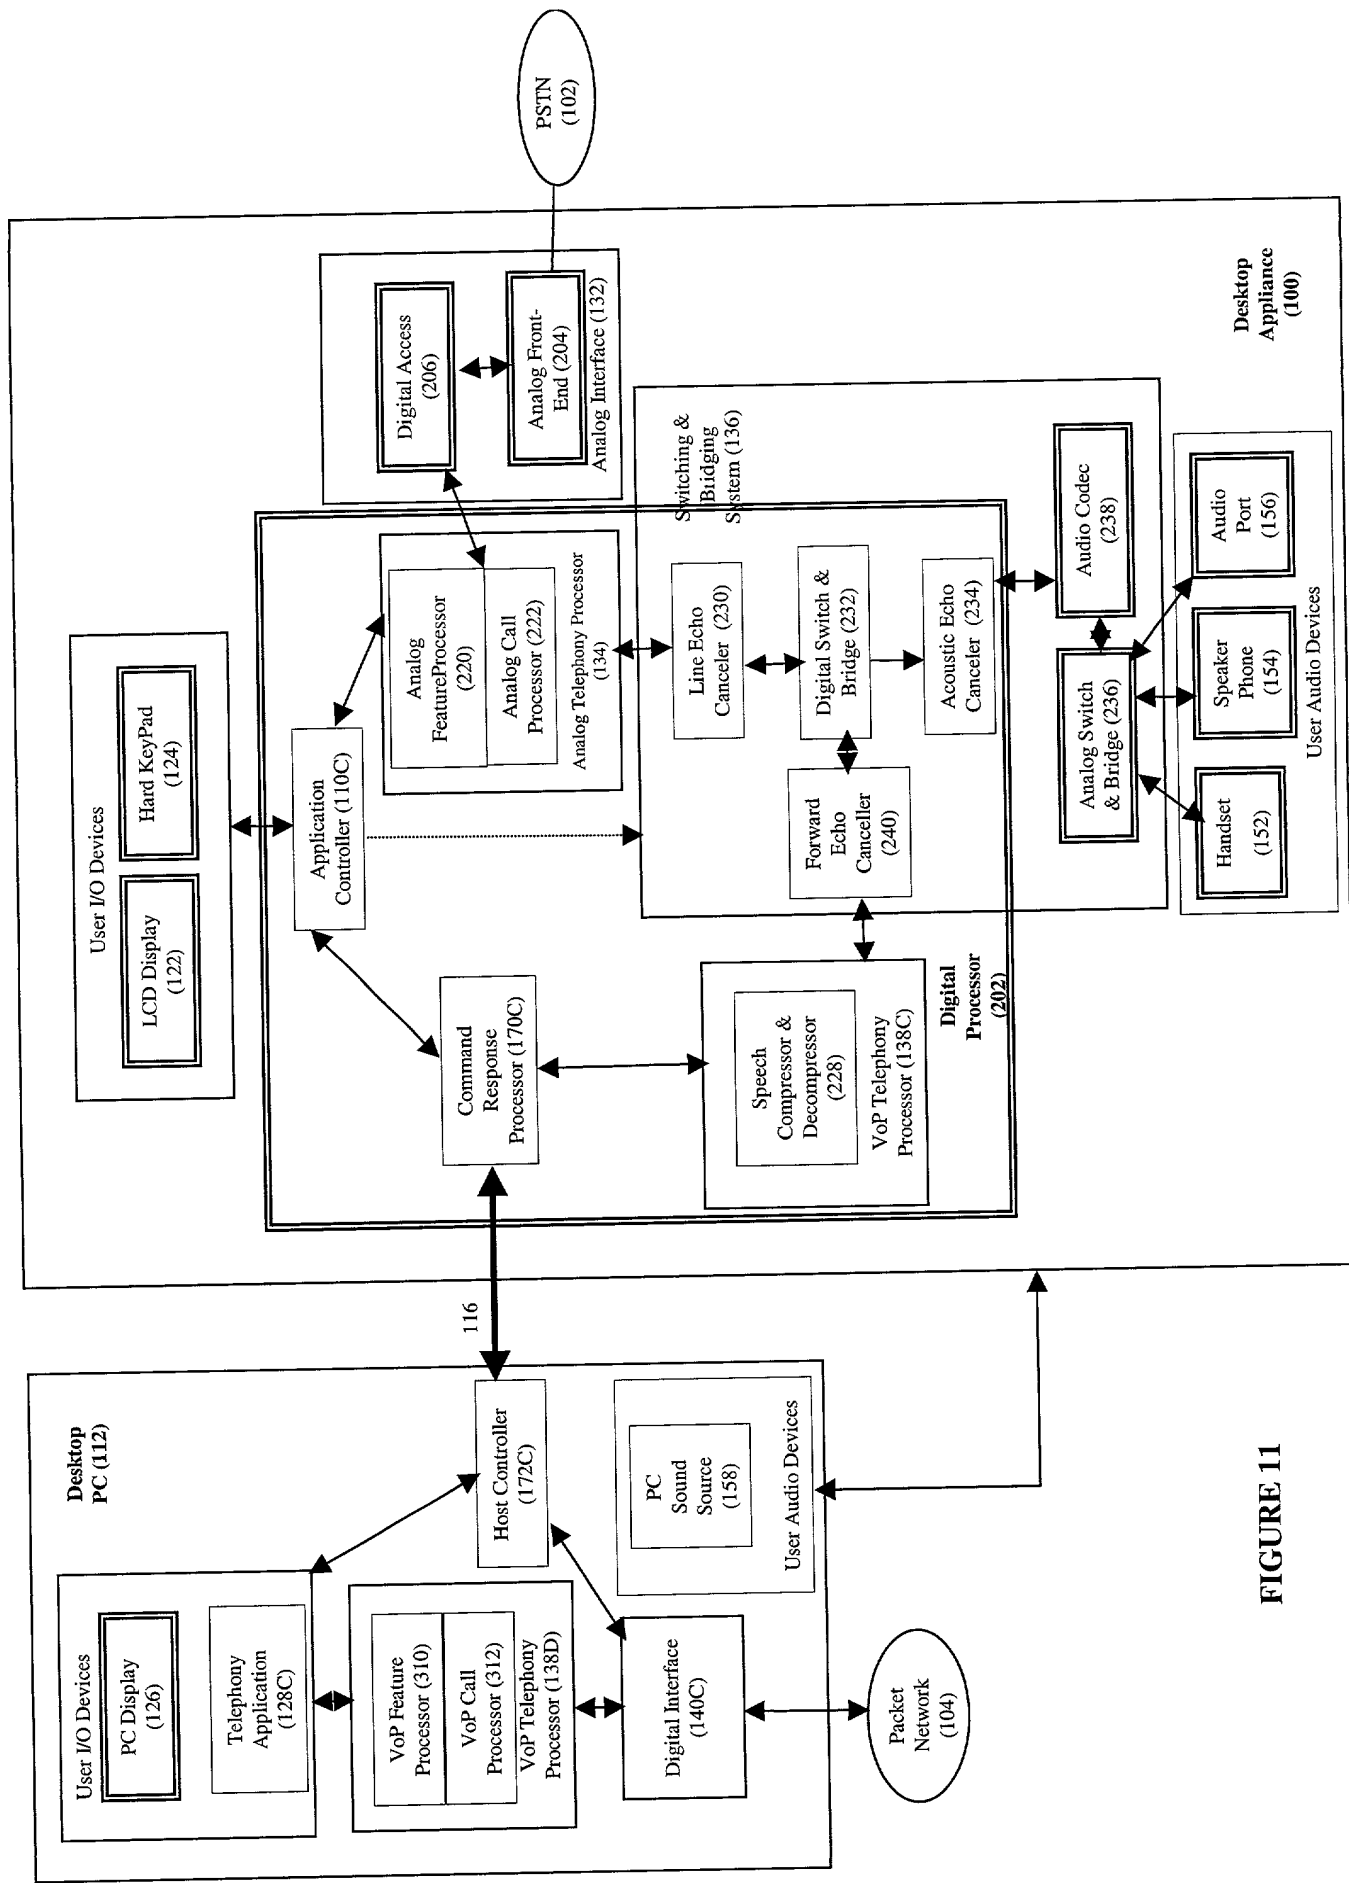 Desktop
PC (112)
User I/O Devices
PC Display
(126)
Telephony
Application
(128C)
VoP Feature
Processor (310)
VoP Call
Processor (312)
VoP Telephony
Processor (138D)
Host Controller
(172C)
Digital Interface
(140C)
PC
Sound
Source
(158)
User Audio Devices
Packet
Network
(104)
116
User I/O Devices
LCD Display
(122)
Hard KeyPad
(124)
Application
Controller (110C)
Command
Response
Processor (170C)
Analog
FeatureProcessor
(220)
Analog Call
Processor (222)
Analog Telephony Processor
(134)
Digital Access
(206)
Analog Front-
End (204)
Analog Interface (132)
PSTN
(102)
Speech
Compressor &
Decompressor
(228)
VoP Telephony
Processor (138C)
Digital
Processor
(202)
Switching &
Bridging
System (136)
Line Echo
Canceler (230)
Digital Switch &
Bridge (232)
Acoustic Echo
Canceler (234)
Forward
Echo
Canceller
(240)
Analog Switch
& Bridge (236)
Audio Codec
(238)
Handset
(152)
Speaker
Phone
(154)
Audio
Port
(156)
User Audio Devices
Desktop
Appliance
(100)
FIGURE 11